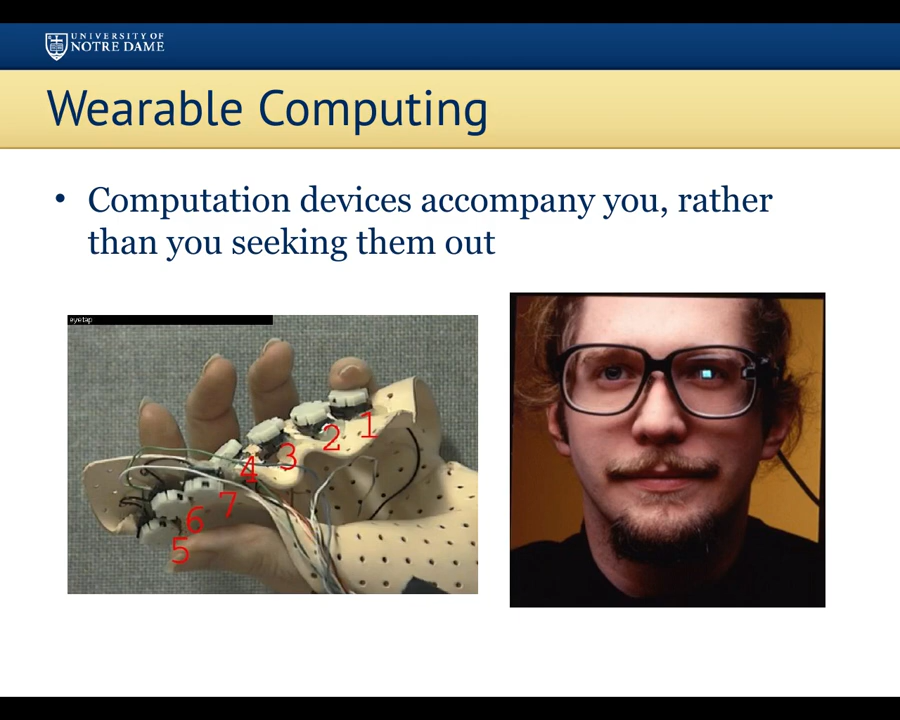 UNIVERSITY OF
NOTRE DAME
Wearable Computing
• Computation devices accompany you, rather
than you seeking them out
eyetap
1
2
3
4
7
6
5